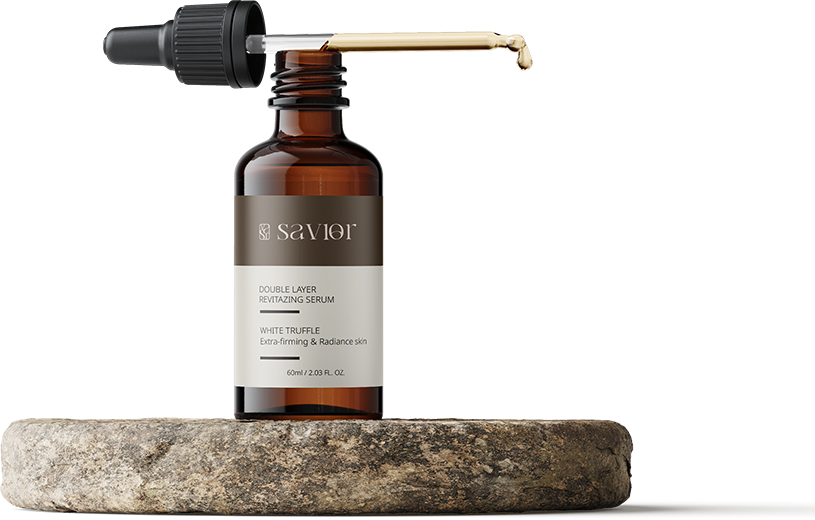 savior
DOUBLE LAYER
REVITAZING SERUM
WHITE TRUFFLE
Extra-firming & Radiance skin
60ml / 2.03 FL. OZ.